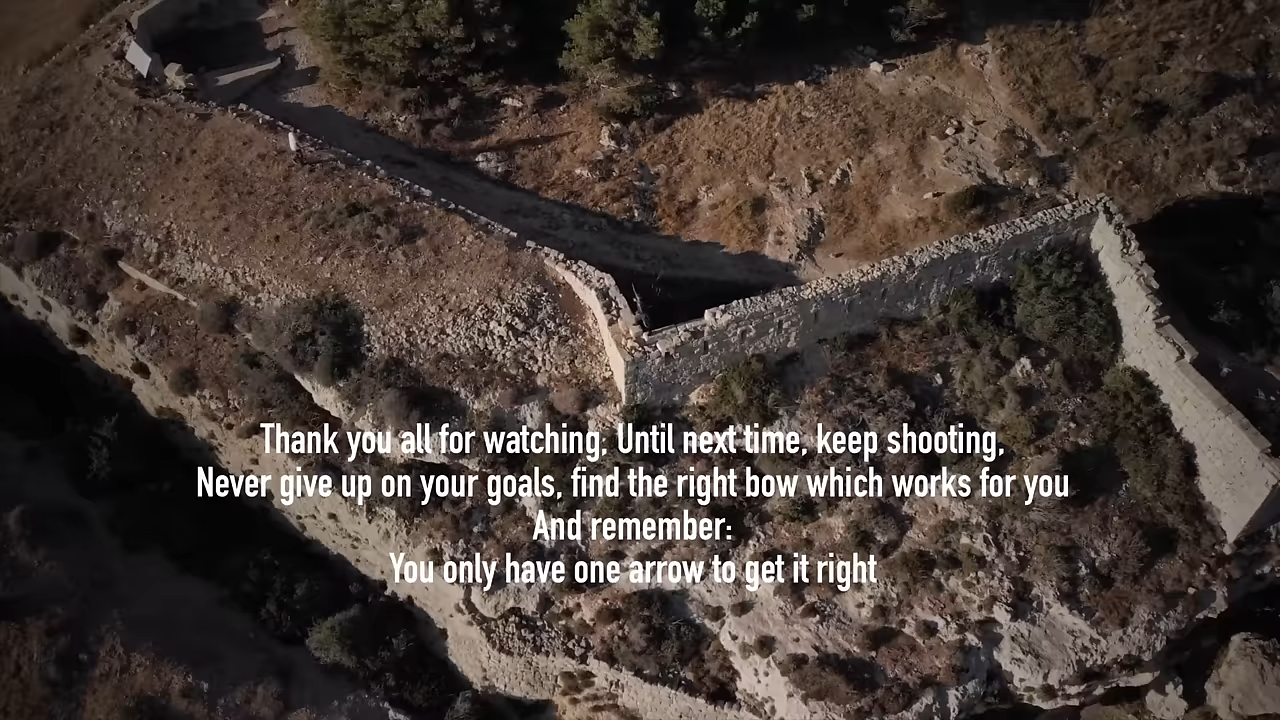 Thank you all for watching, Until next time, keep shooting,
Never give up on your goals, find the right bow which works for you
And remember:
You only have one arrow to get it right